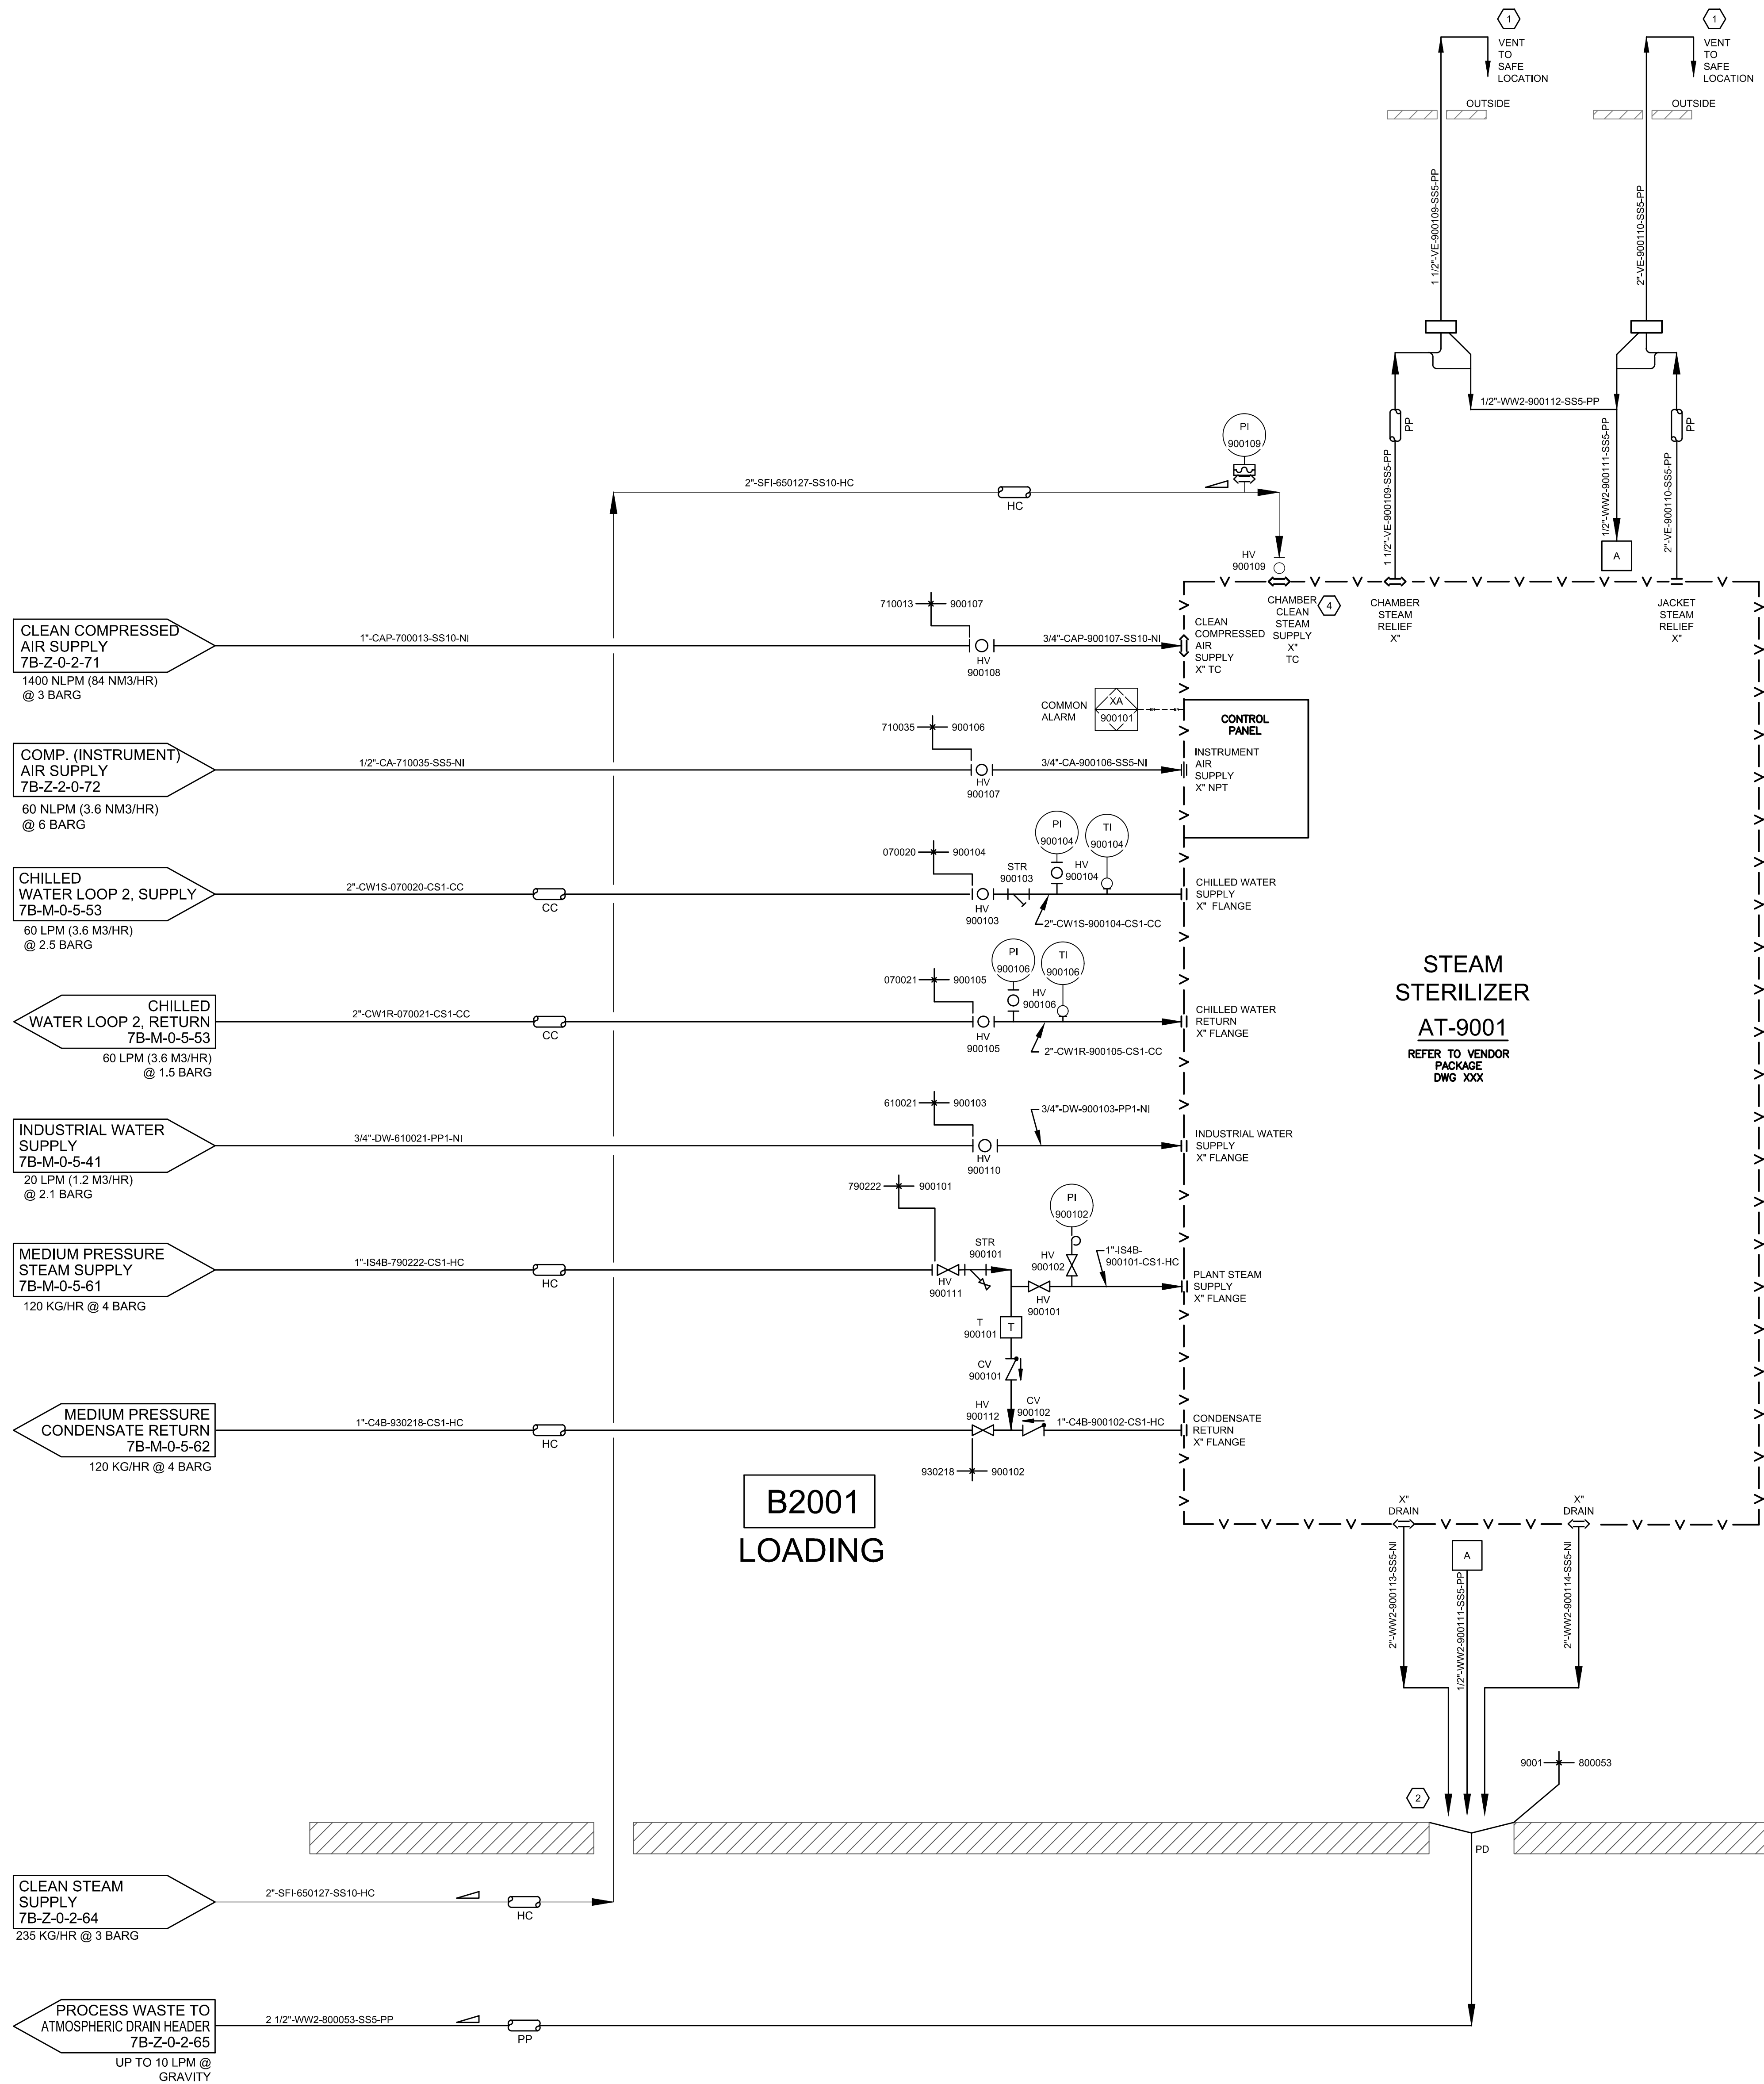 1
VENT
TO
SAFE
LOCATION
OUTSIDE
1
VENT
TO
SAFE
LOCATION
OUTSIDE
1 1/2"-VE-900109-SS5-PP
2"-VE-900110-SS5-PP
1/2"-WW2-900112-SS5-PP
PP
PP
1 1/2"-VE-900109-SS5-PP
1/2"-WW2-900111-SS5-PP
2"-VE-900110-SS5-PP
A
PI
900109
2"-SFI-650127-SS10-HC
HC
HV
900109
CHAMBER
CLEAN
STEAM
SUPPLY
X"
TC
4
CHAMBER
STEAM
RELIEF
X"
JACKET
STEAM
RELIEF
X"
CLEAN COMPRESSED
AIR SUPPLY
7B-Z-0-2-71
1400 NLPM (84 NM3/HR)
@ 3 BARG
1"-CAP-700013-SS10-NI
710013
900107
HV
900108
3/4"-CAP-900107-SS10-NI
CLEAN
COMPRESSED
AIR
SUPPLY
X" TC
COMMON
ALARM
XA
900101
CONTROL
PANEL
COMP. (INSTRUMENT)
AIR SUPPLY
7B-Z-2-0-72
60 NLPM (3.6 NM3/HR)
@ 6 BARG
1/2"-CA-710035-SS5-NI
710035
900106
HV
900107
3/4"-CA-900106-SS5-NI
INSTRUMENT
AIR
SUPPLY
X" NPT
CHILLED
WATER LOOP 2, SUPPLY
7B-M-0-5-53
60 LPM (3.6 M3/HR)
@ 2.5 BARG
2"-CW1S-070020-CS1-CC
CC
070020
900104
HV
900103
STR
900103
PI
900104
HV
900104
TI
900104
2"-CW1S-900104-CS1-CC
CHILLED WATER
SUPPLY
X" FLANGE
CHILLED
WATER LOOP 2, RETURN
7B-M-0-5-53
60 LPM (3.6 M3/HR)
@ 1.5 BARG
2"-CW1R-070021-CS1-CC
CC
070021
900105
HV
900105
PI
900106
HV
900106
TI
900106
2"-CW1R-900105-CS1-CC
CHILLED WATER
RETURN
X" FLANGE
STEAM
STERILIZER
AT-9001
REFER TO VENDOR
PACKAGE
DWG XXX
INDUSTRIAL WATER
SUPPLY
7B-M-0-5-41
20 LPM (1.2 M3/HR)
@ 2.1 BARG
3/4"-DW-610021-PP1-NI
610021
900103
HV
900110
3/4"-DW-900103-PP1-NI
INDUSTRIAL WATER
SUPPLY
X" FLANGE
MEDIUM PRESSURE
STEAM SUPPLY
7B-M-0-5-61
120 KG/HR @ 4 BARG
1"-IS4B-790222-CS1-HC
HC
790222
900101
HV
900111
STR
900101
HV
900101
HV
900102
PI
900102
1"-IS4B-
900101-CS1-HC
PLANT STEAM
SUPPLY
X" FLANGE
T
900101
T
CV
900101
MEDIUM PRESSURE
CONDENSATE RETURN
7B-M-0-5-62
120 KG/HR @ 4 BARG
1"-C4B-930218-CS1-HC
HC
HV
900112
CV
900102
1"-C4B-900102-CS1-HC
CONDENSATE
RETURN
X" FLANGE
930218
900102
B2001
LOADING
X"
DRAIN
X"
DRAIN
A
2"-WW2-900113-SS5-NI
1/2"-WW2-900111-SS5-PP
2"-WW2-900114-SS5-NI
9001
800053
2
PD
CLEAN STEAM
SUPPLY
7B-Z-0-2-64
235 KG/HR @ 3 BARG
2"-SFI-650127-SS10-HC
HC
PROCESS WASTE TO
ATMOSPHERIC DRAIN HEADER
7B-Z-0-2-65
UP TO 10 LPM @
GRAVITY
2 1/2"-WW2-800053-SS5-PP
PP